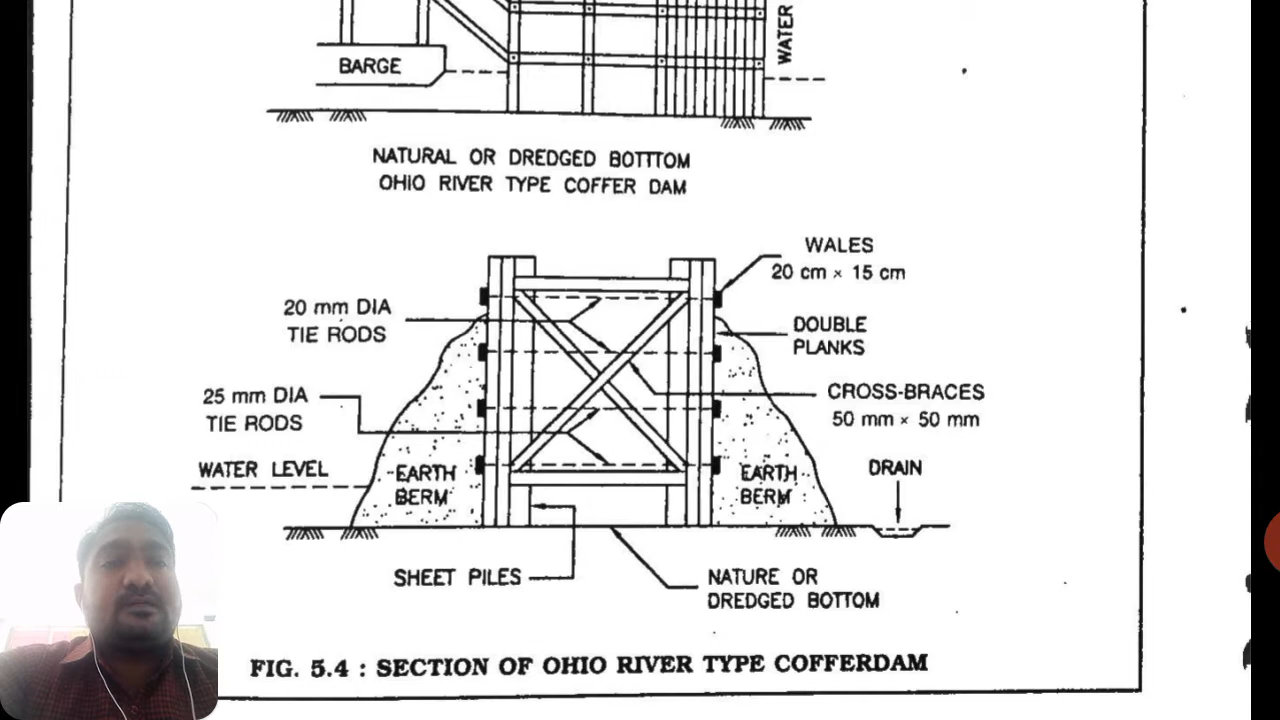 WATER
BARGE
NATURAL OR DREDGED BOTTTOM
OHIO RIVER TYPE COFFER DAM
WALES
20 cm × 15 cm
20 mm DIA
TIE RODS
DOUBLE
PLANKS
25 mm DIA
TIE RODS
CROSS-BRACES
50 mm × 50 mm
WATER LEVEL
EARTH
BERM
EARTH
BERM
DRAIN
SHEET PILES
NATURE OR
DREDGED BOTTOM
FIG. 5.4 : SECTION OF OHIO RIVER TYPE COFFERDAM